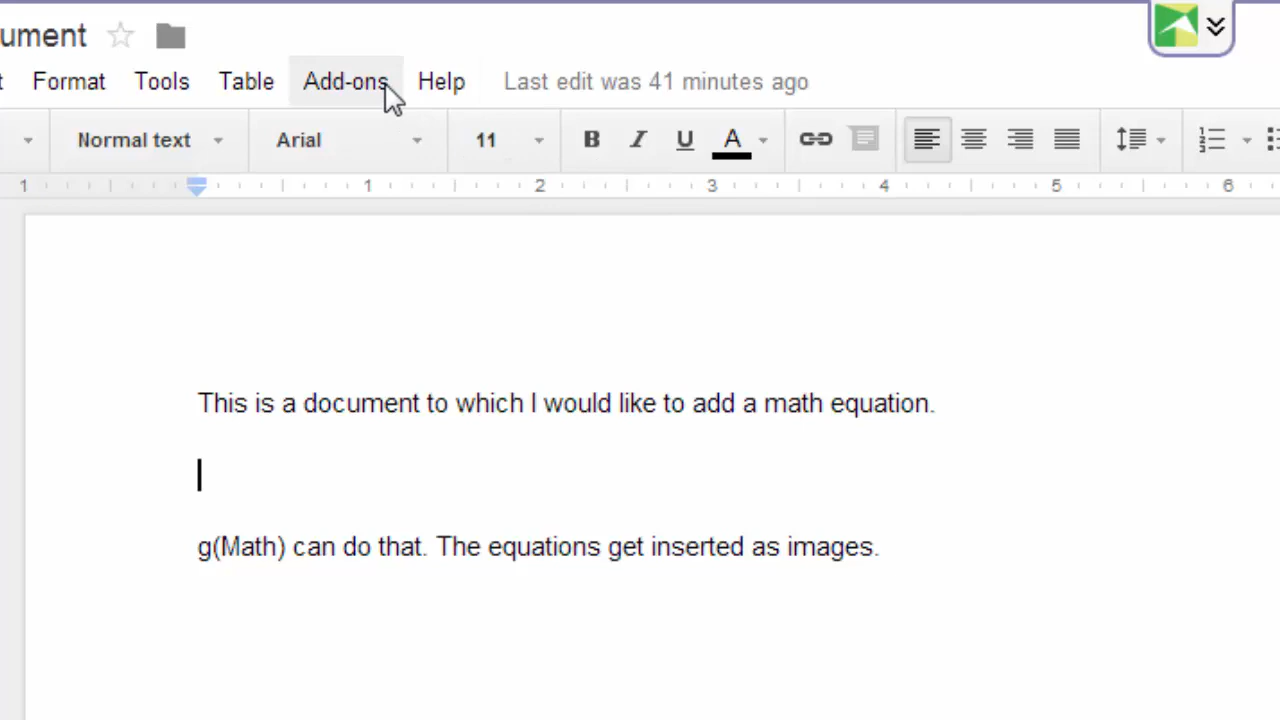 ument
t Format Tools Table Add-ons Help Last edit was 41 minutes ago
Normal text Arial 11 B I U A
1 1 2 3 4 5 6
This is a document to which I would like to add a math equation.
g(Math) can do that. The equations get inserted as images.